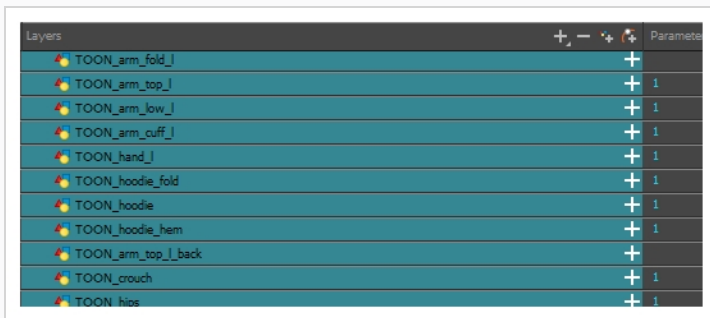 Layers Paramete
TOON_arm_fold_l
TOON_arm_top_l 1
TOON_arm_low_l 1
TOON_arm_cuff_l 1
TOON_hand_l 1
TOON_hoodie_fold 1
TOON_hoodie 1
TOON_hoodie_hem 1
TOON_arm_top_l_back
TOON_crouch 1
TOON_hips 1